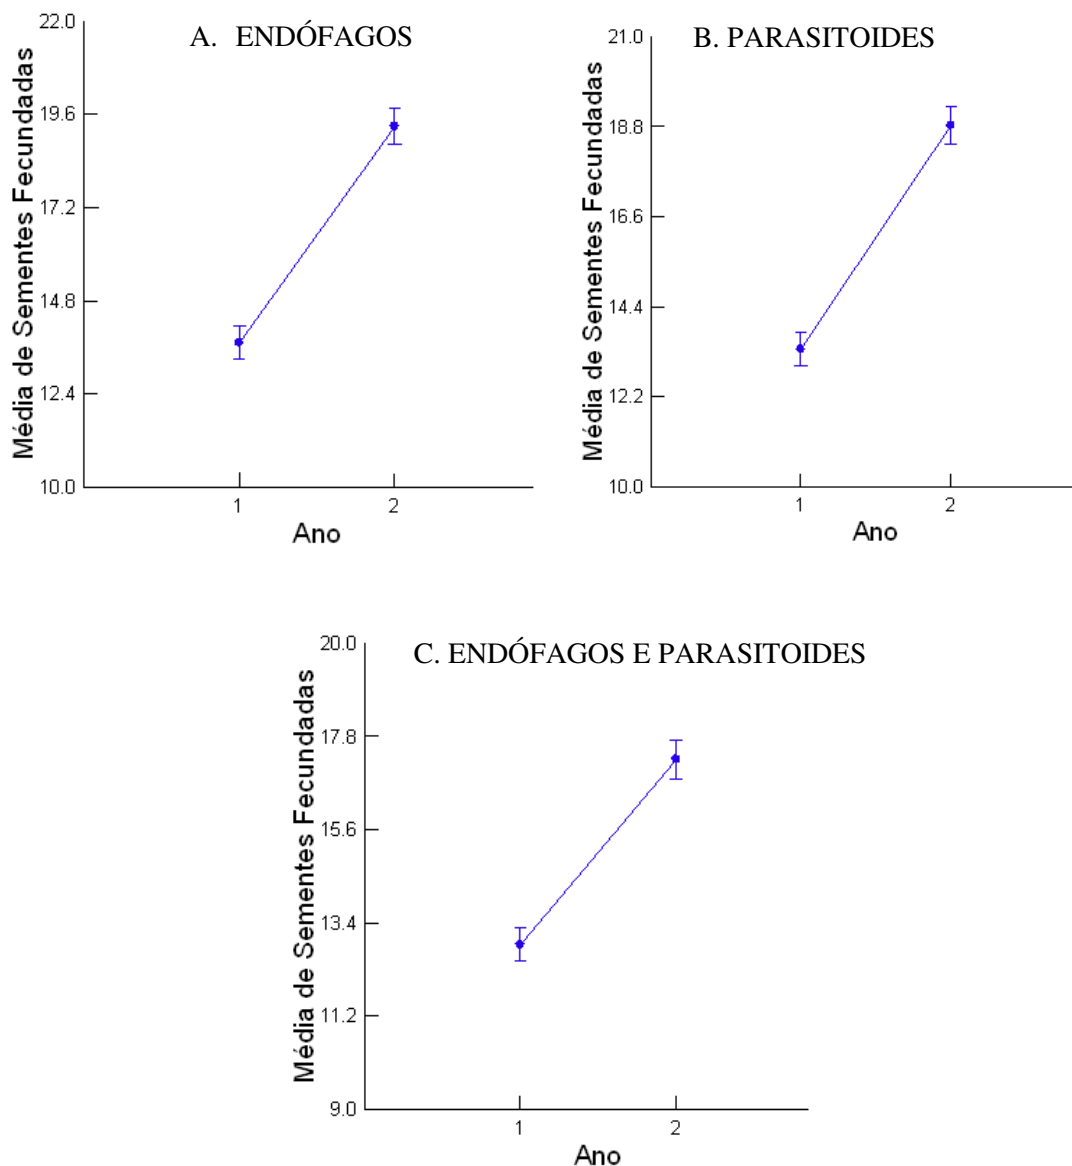 A. ENDÓFAGOS
Média de Sementes Fecundadas
22.0
19.6
17.2
14.8
12.4
10.0
1
2
Ano
B. PARASITOIDES
Média de Sementes Fecundadas
21.0
18.8
16.6
14.4
12.2
10.0
1
2
Ano
C. ENDÓFAGOS E PARASITOIDES
Média de Sementes Fecundadas
20.0
17.8
15.6
13.4
11.2
9.0
1
2
Ano